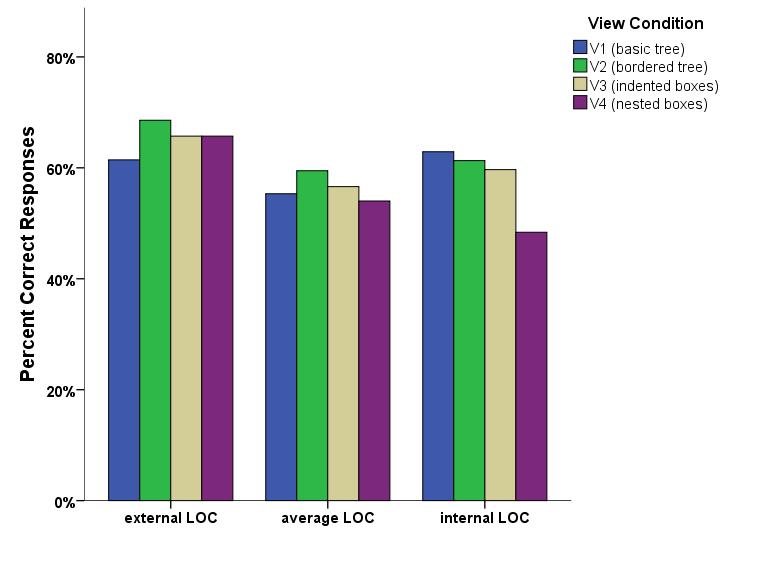 View Condition
V1 (basic tree)
V2 (bordered tree)
V3 (indented boxes)
V4 (nested boxes)
Percent Correct Responses
80%
60%
40%
20%
0%
external LOC
average LOC
internal LOC